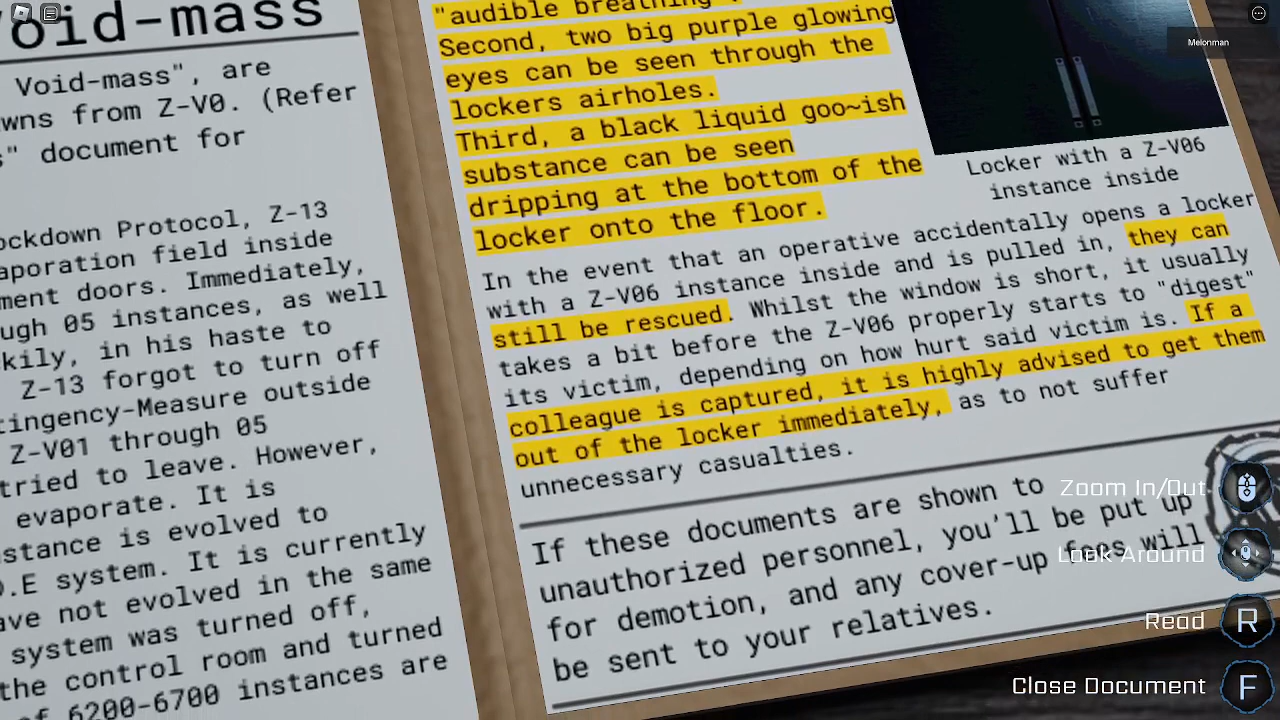 oid-mass
Void-mass", are
wns from Z-V0. (Refer
s" document for
ockdown Protocol, Z-13
aporation field inside
ment doors. Immediately,
ugh 05 instances, as well
kily, in his haste to
Z-13 forgot to turn off
tingency-Measure outside
Z-V01 through 05
tried to leave. However,
evaporate. It is
stance is evolved to
D.E system. It is currently
ave not evolved in the same
system was turned off,
the control room and turned
of 6200-6700 instances are
"audible breathing
Second, two big purple glowing
eyes can be seen through the
lockers airholes.
Third, a black liquid goo~ish
substance can be seen
dripping at the bottom of the
locker onto the floor.
Locker with a Z-V06
instance inside
In the event that an operative accidentally opens a locker
with a Z-V06 instance inside and is pulled in, they can
still be rescued. Whilst the window is short, it usually
takes a bit before the Z-V06 properly starts to "digest"
its victim, depending on how hurt said victim is. If a
colleague is captured, it is highly advised to get them
out of the locker immediately, as to not suffer
unnecessary casualties.
If these documents are shown to
unauthorized personnel, you'll be put up
for demotion, and any cover-up fees will
be sent to your relatives.
Melonman
Zoom In/Out
Look Around
Read R
Close Document F